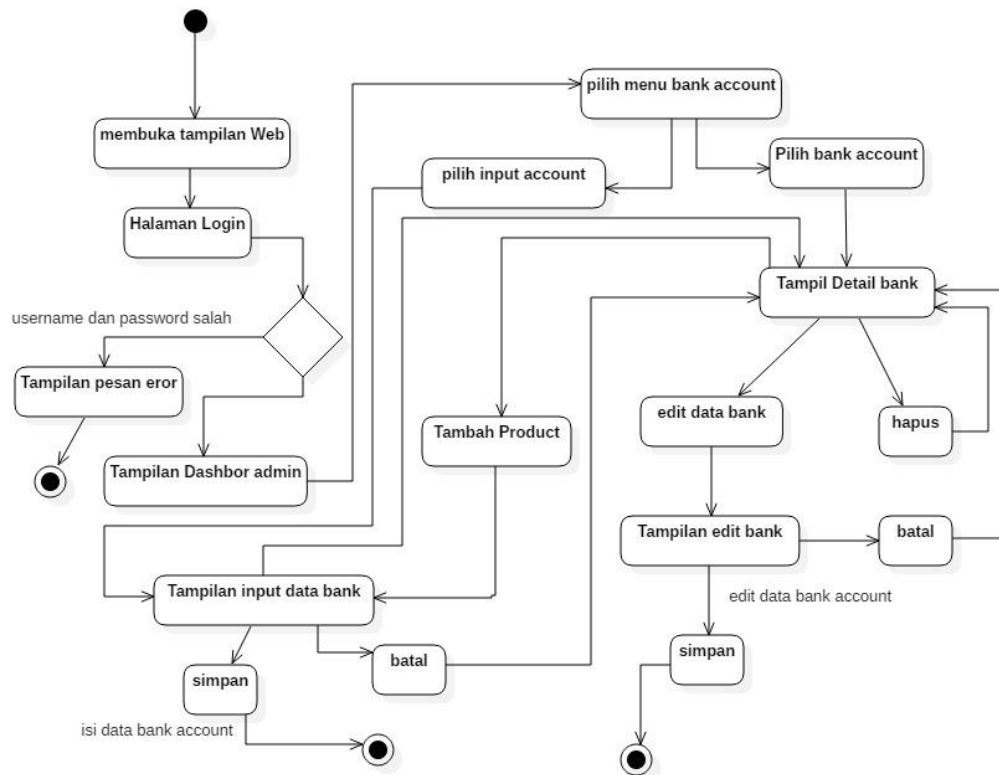 pilih menu bank account
membuka tampilan Web
Pilih bank account
pilih input account
Halaman Login
Tampil Detail bank
username dan password salah
Tampilan pesan eror
edit data bank
hapus
Tambah Product
Tampilan Dashbor admin
Tampilan edit bank
batal
Tampilan input data bank
edit data bank account
simpan
batal
simpan
isi data bank account